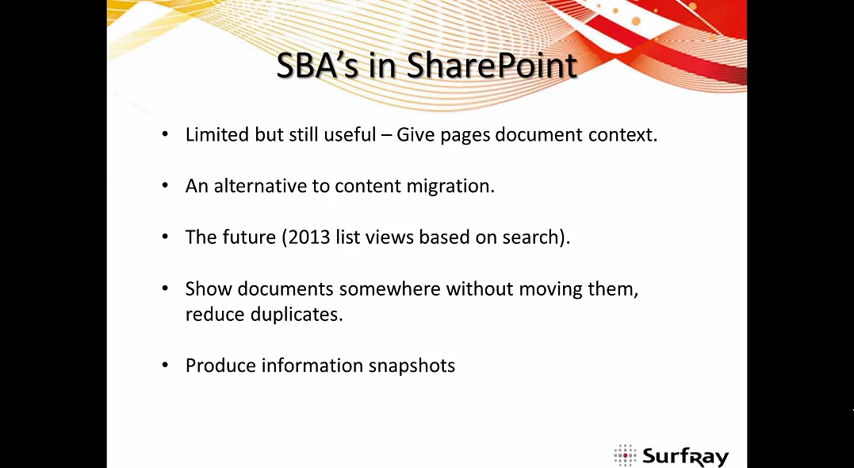 SBA's in SharePoint
• Limited but still useful – Give pages document context.
• An alternative to content migration.
• The future (2013 list views based on search).
• Show documents somewhere without moving them,
reduce duplicates.
• Produce information snapshots
SurfRay